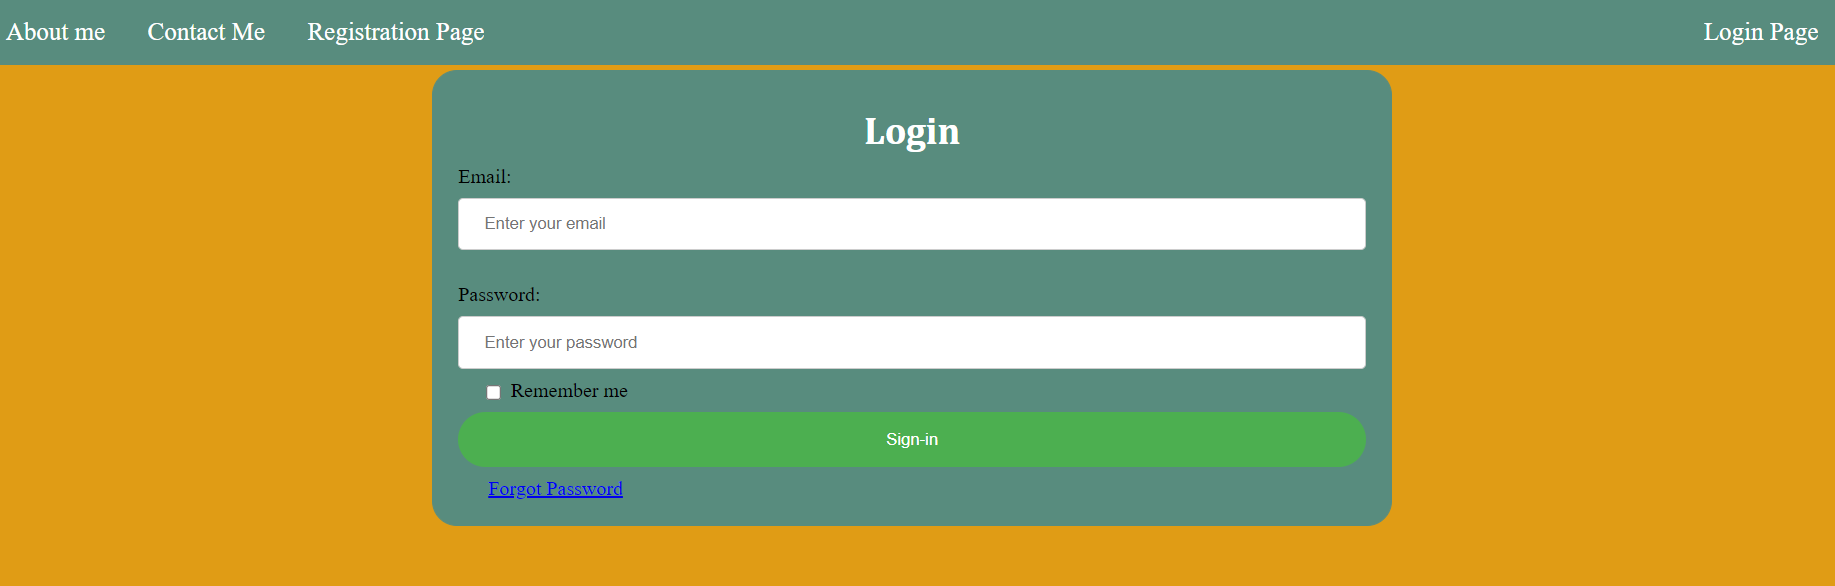 About me Contact Me Registration Page Login Page
Login
Email:
Enter your email
Password:
Enter your password
Remember me
Sign-in
Forgot Password